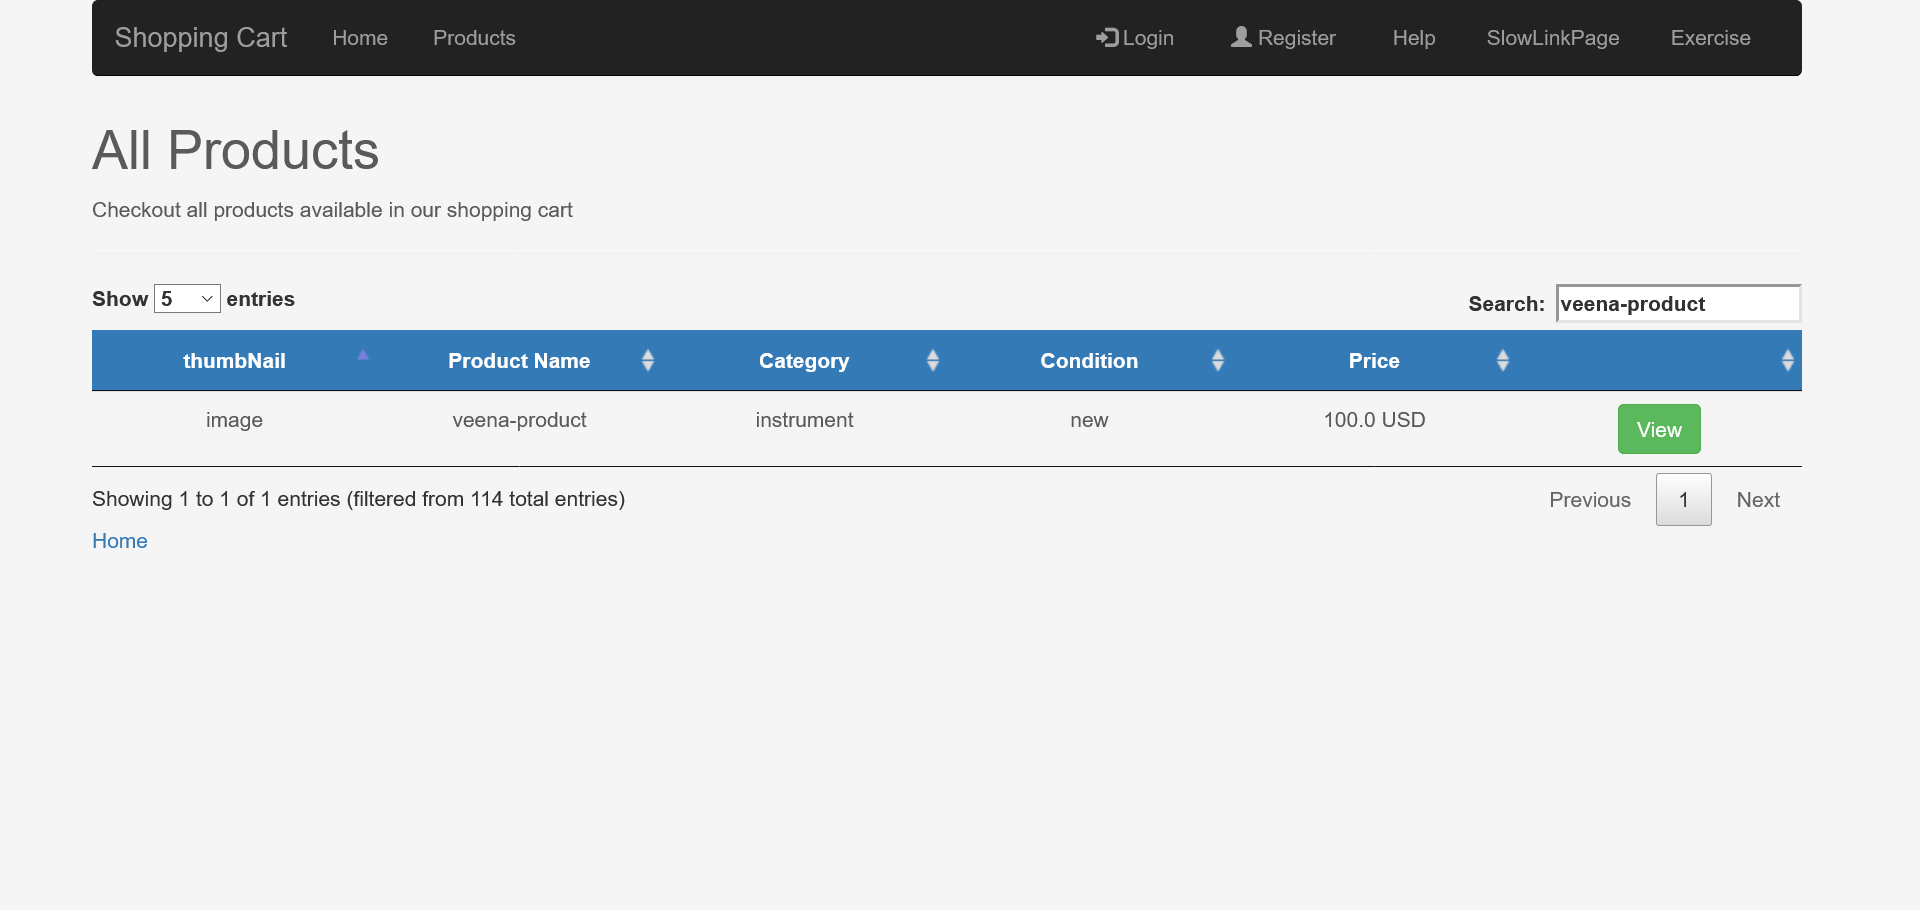 Shopping Cart Home Products Login Register Help SlowLinkPage Exercise
All Products
Checkout all products available in our shopping cart
Show 5 entries Search: veena-product
thumbNail Product Name Category Condition Price
image veena-product instrument new 100.0 USD View
Showing 1 to 1 of 1 entries (filtered from 114 total entries) Previous 1 Next
Home